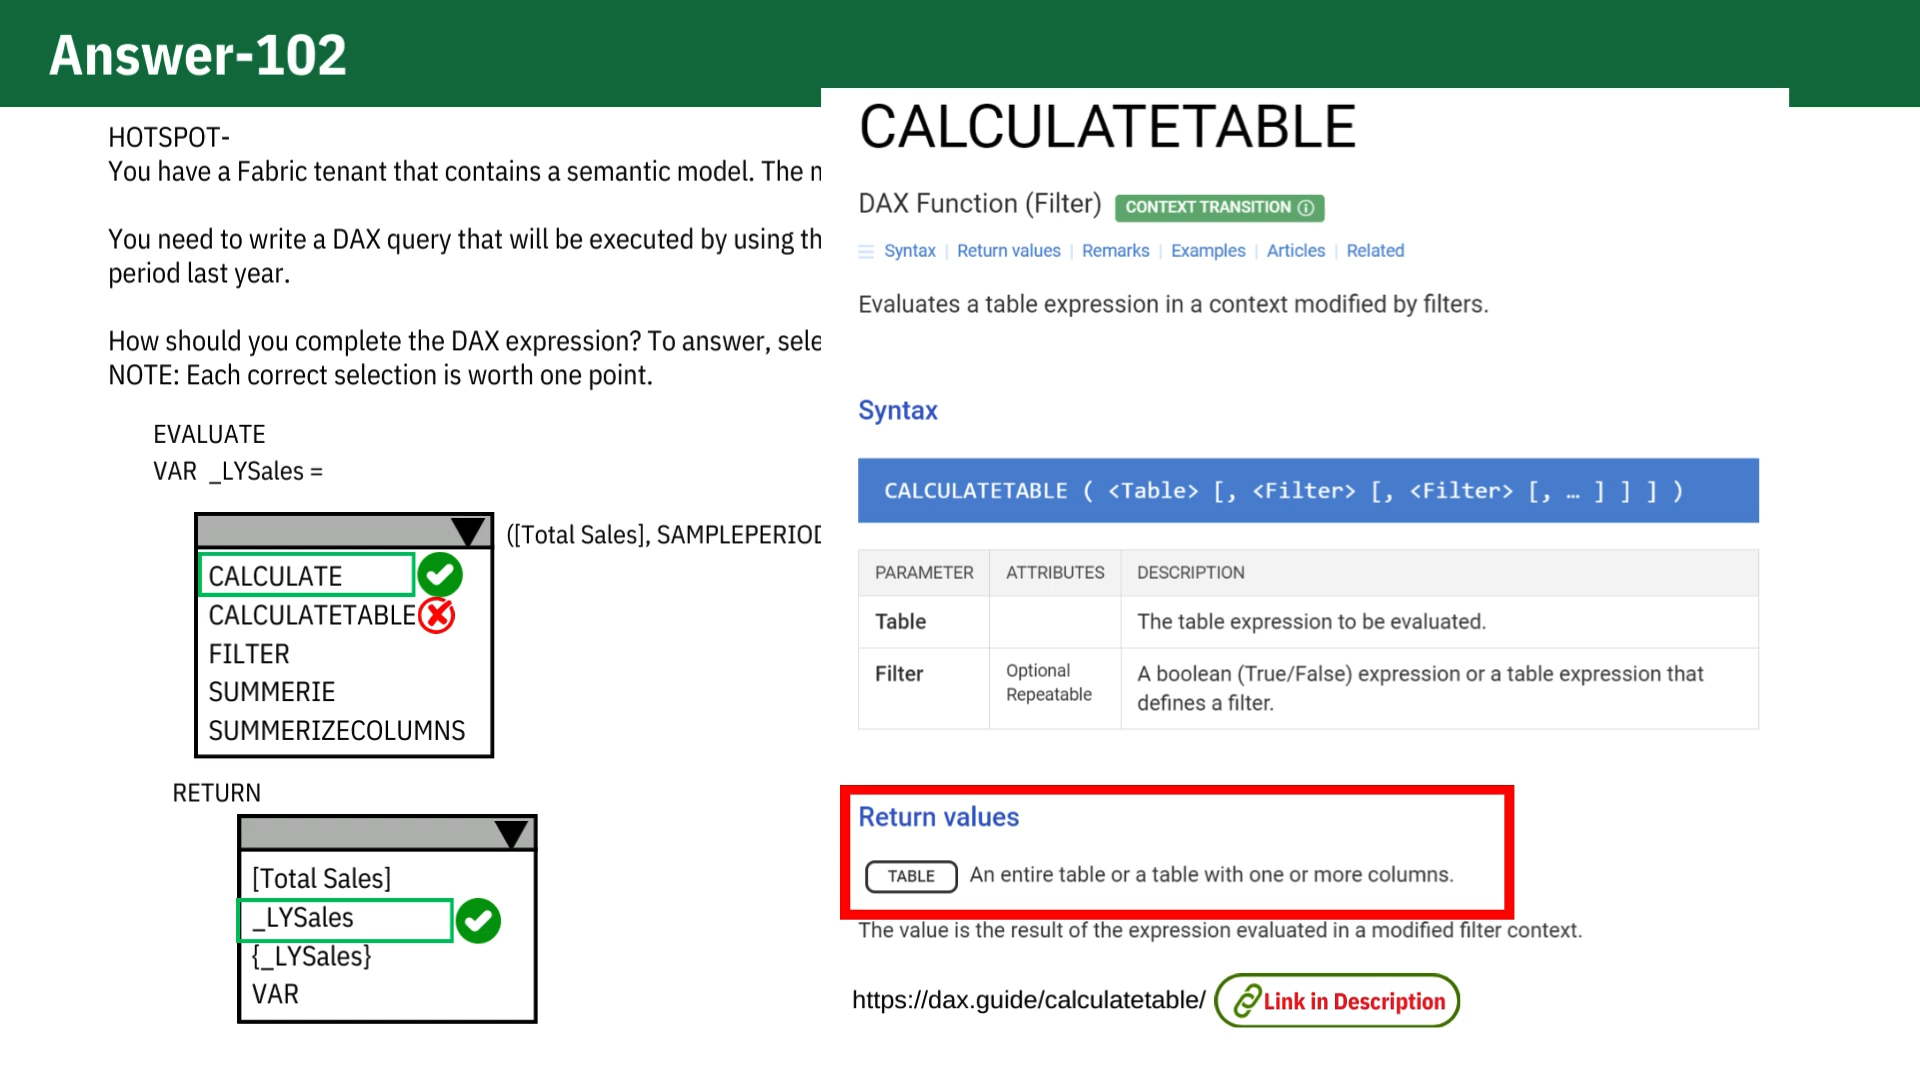 Answer-102
HOTSPOT-
You have a Fabric tenant that contains a semantic model. The
You need to write a DAX query that will be executed by using
period last year.
How should you complete the DAX expression? To answer,
NOTE: Each correct selection is worth one point.
EVALUATE
VAR _LYSales =
([Total Sales], SAMPLEPERIOD
CALCULATE
CALCULATETABLE
FILTER
SUMMERIE
SUMMERIZECOLUMNS
RETURN
[Total Sales]
_LYSales
{_LYSales}
VAR
CALCULATETABLE
DAX Function (Filter) CONTEXT TRANSITION
Syntax | Return values | Remarks | Examples | Articles | Related
Evaluates a table expression in a context modified by filters.
Syntax
CALCULATETABLE ( <Table> [, <Filter> [, <Filter> [, … ] ] ] )
PARAMETER ATTRIBUTES DESCRIPTION
Table The table expression to be evaluated.
Filter Optional Repeatable A boolean (True/False) expression or a table expression that
defines a filter.
Return values
TABLE An entire table or a table with one or more columns.
The value is the result of the expression evaluated in a modified filter context.
https://dax.guide/calculatetable/ Link in Description